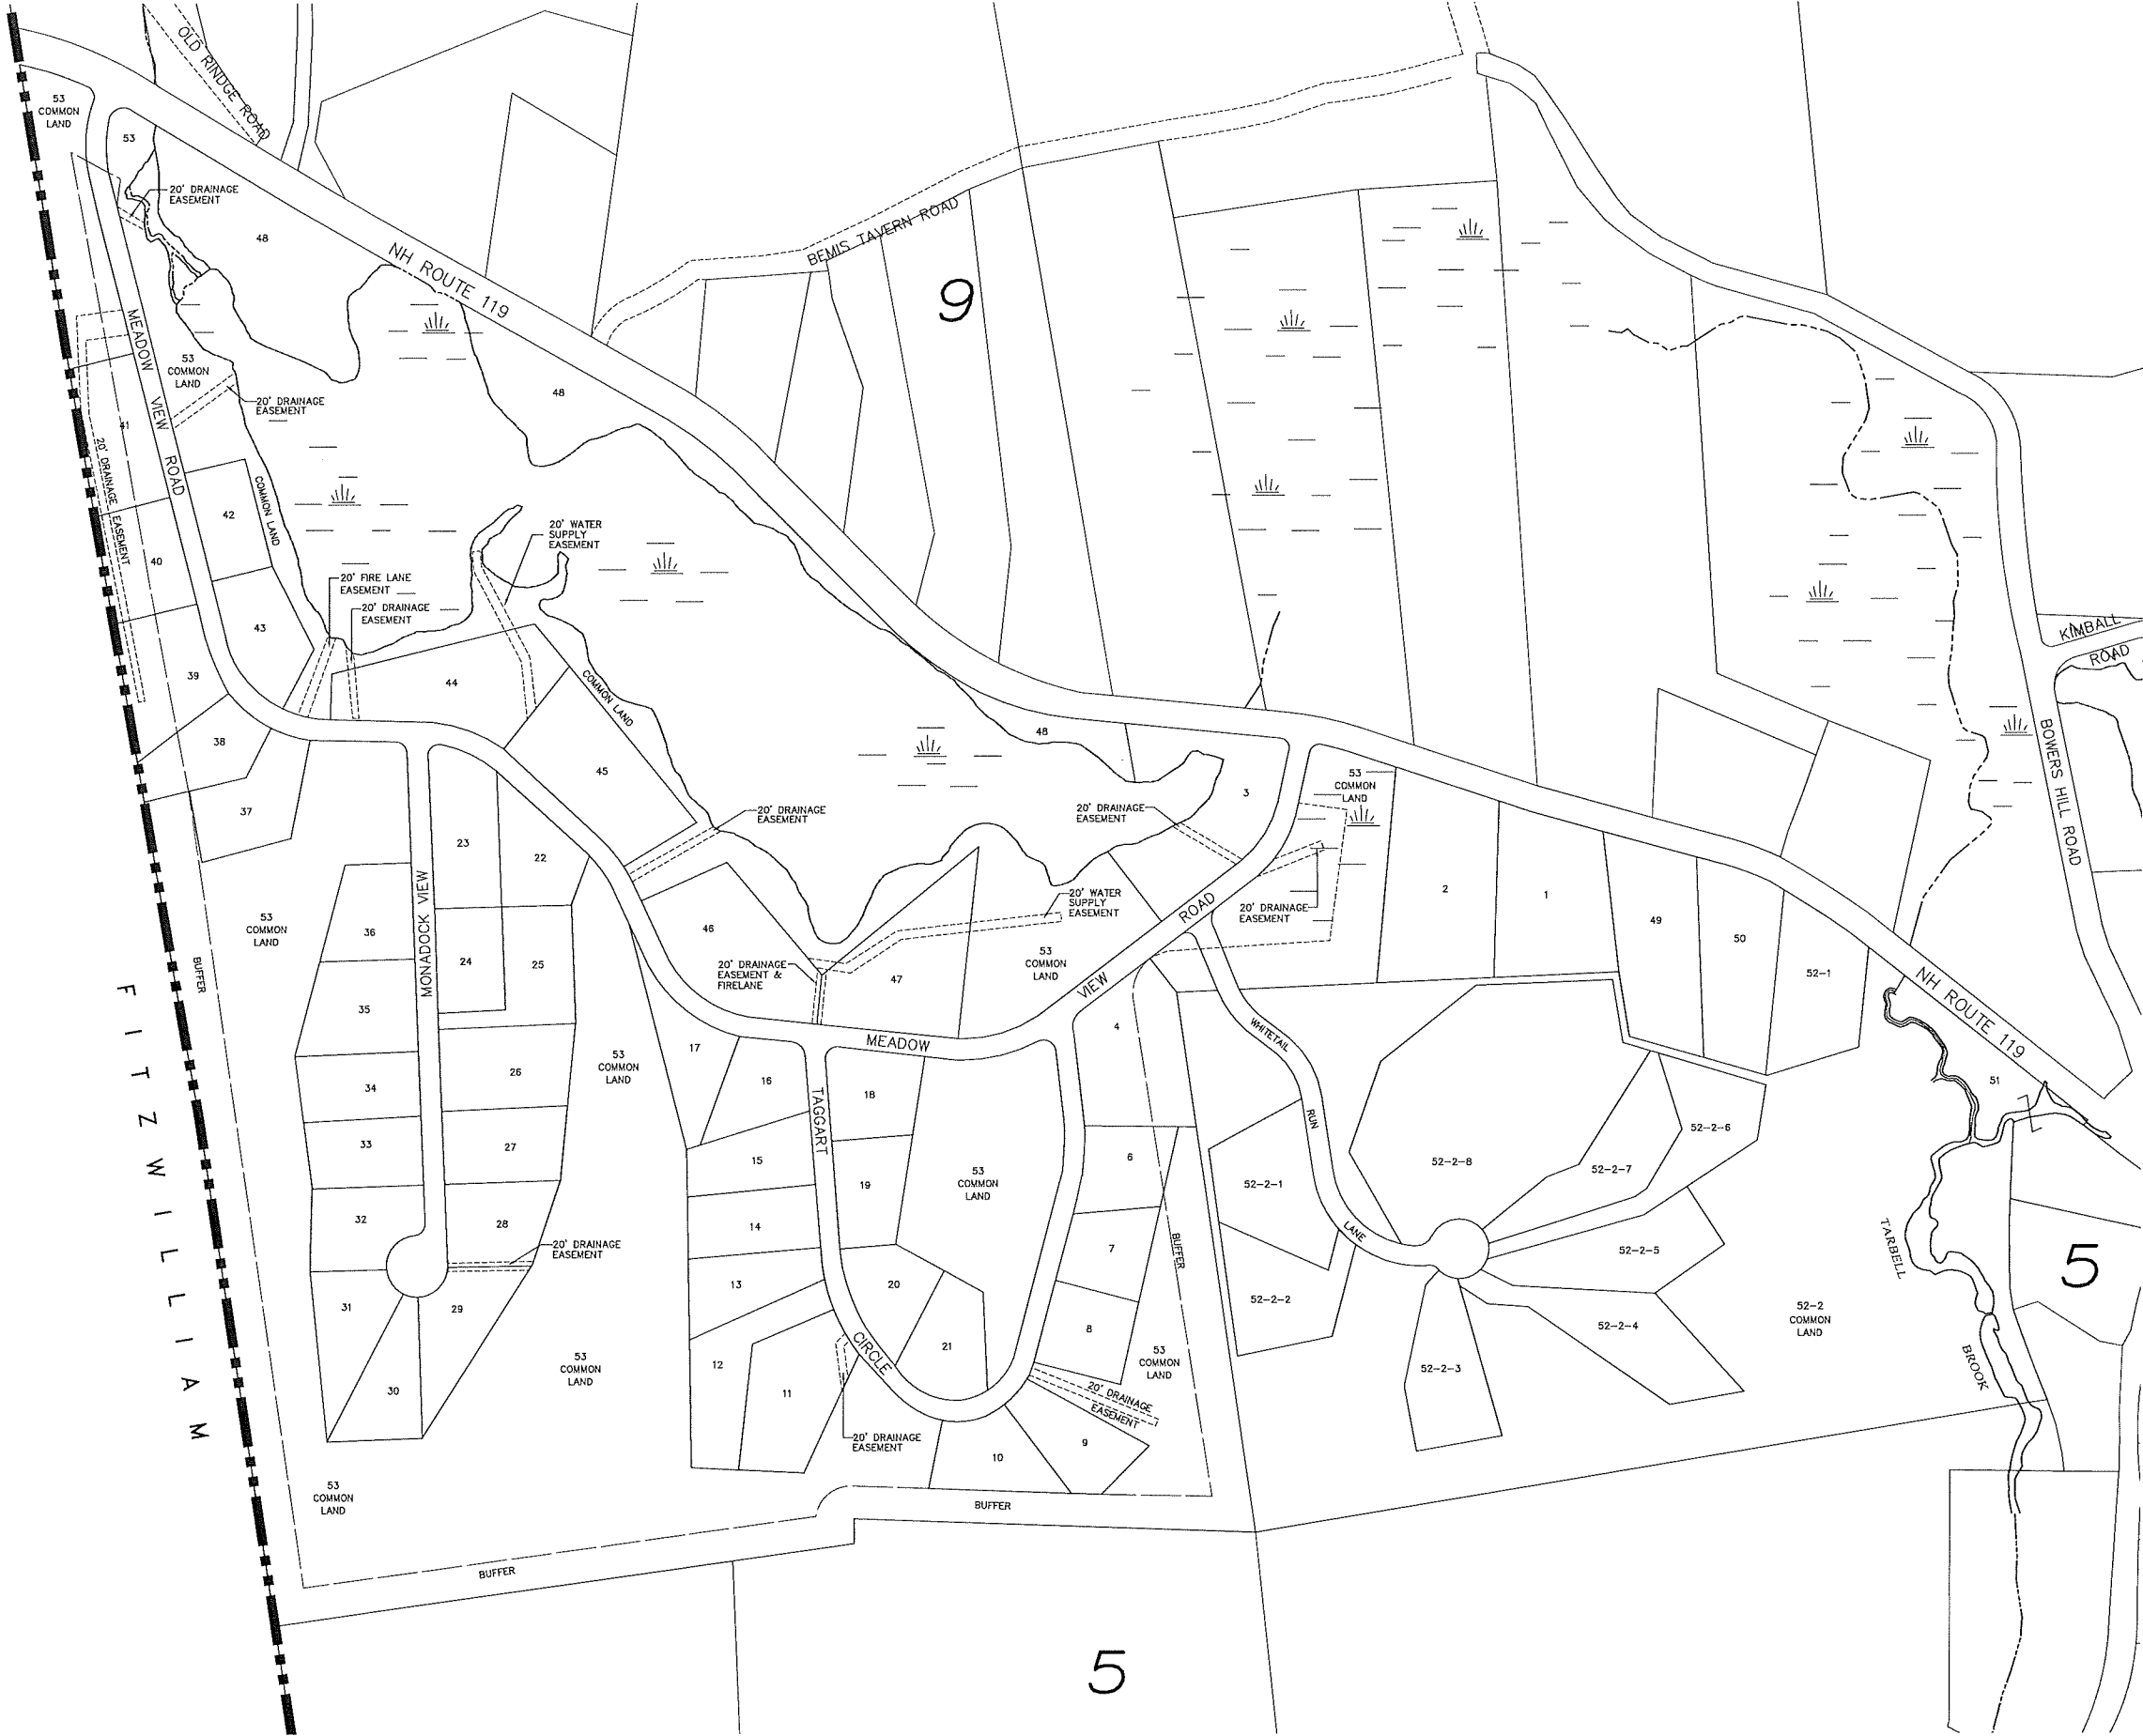 OLD RINDGE ROAD
53
COMMON
LAND
53
20' DRAINAGE
EASEMENT
48
NH ROUTE 119
BEMIS TAVERN ROAD
9
MEADOW VIEW ROAD
53
COMMON
LAND
20' DRAINAGE
EASEMENT
48
41
20' DRAINAGE EASEMENT
42
COMMON LAND
40
20' WATER
SUPPLY
EASEMENT
20' FIRE LANE
EASEMENT
20' DRAINAGE
EASEMENT
43
39
44
COMMON LAND
KIMBALL
ROAD
38
45
48
BOWERS HILL ROAD
37
20' DRAINAGE
EASEMENT
20' DRAINAGE
EASEMENT
3
53
COMMON
LAND
23
22
MONADOCK VIEW
53
COMMON
LAND
36
24
25
46
20' WATER
SUPPLY
EASEMENT
20' DRAINAGE
EASEMENT
2
1
49
50
52-1
BUFFER
20' DRAINAGE
EASEMENT &
FIRELANE
47
53
COMMON
LAND
VIEW ROAD
NH ROUTE 119
FITZWILLIAM
35
MEADOW
4
WHITETAIL
RUN
LANE
34
26
53
COMMON
LAND
17
16
TAGGART
18
51
33
27
15
19
53
COMMON
LAND
6
52-2-1
52-2-8
52-2-7
52-2-6
32
28
20' DRAINAGE
EASEMENT
14
7
BUFFER
52-2-5
TARBELL
5
31
29
13
20
52-2-2
52-2-4
52-2
COMMON
LAND
30
53
COMMON
LAND
12
11
CIRCLE
21
8
53
COMMON
LAND
52-2-3
BROOK
20' DRAINAGE
EASEMENT
20' DRAINAGE
EASEMENT
10
9
53
COMMON
LAND
BUFFER
BUFFER
5